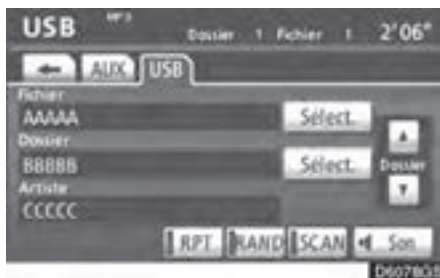 USB MP3 Dossier 1 Fichier 1 2'06"
AUX USB
Fichier
AAAAA Sélect.
Dossier
BBBBB Sélect. Dossier
Artiste
CCCCC
RPT RAND SCAN Son